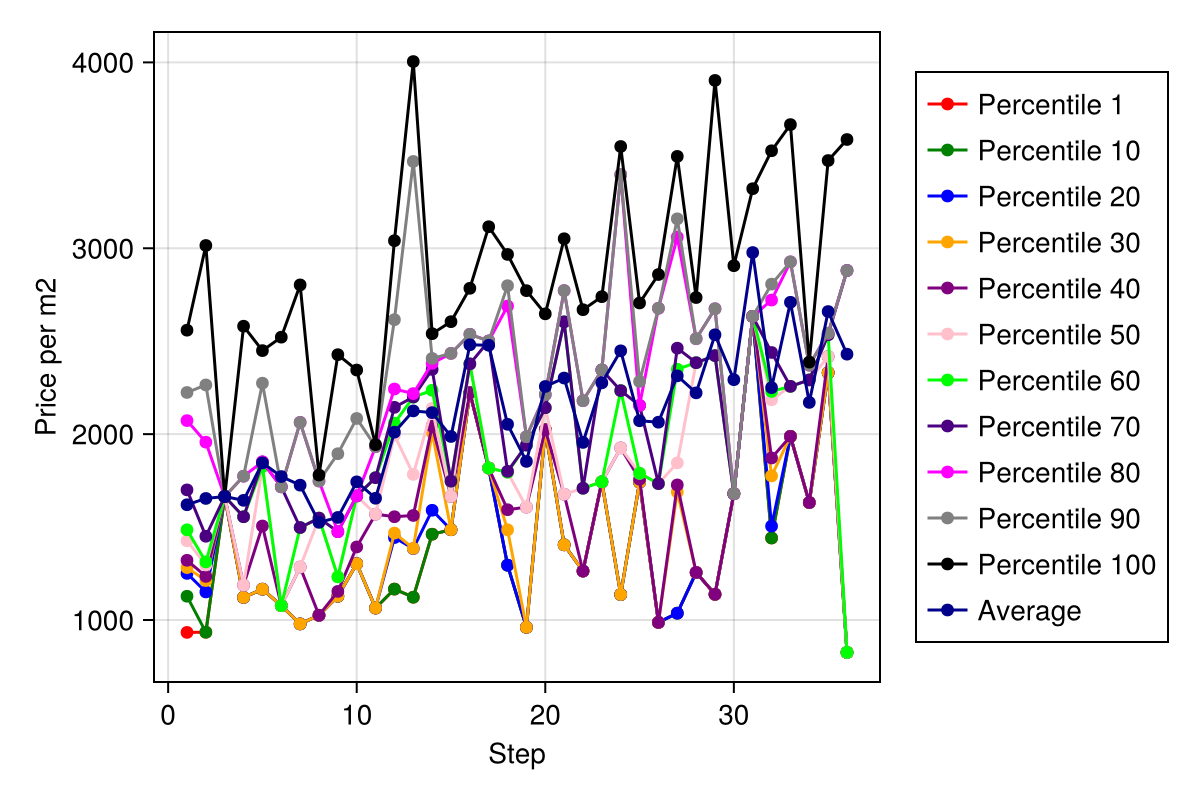 4000
3000
2000
1000
Price per m2
0
10
20
30
Step
Percentile 1
Percentile 10
Percentile 20
Percentile 30
Percentile 40
Percentile 50
Percentile 60
Percentile 70
Percentile 80
Percentile 90
Percentile 100
Average